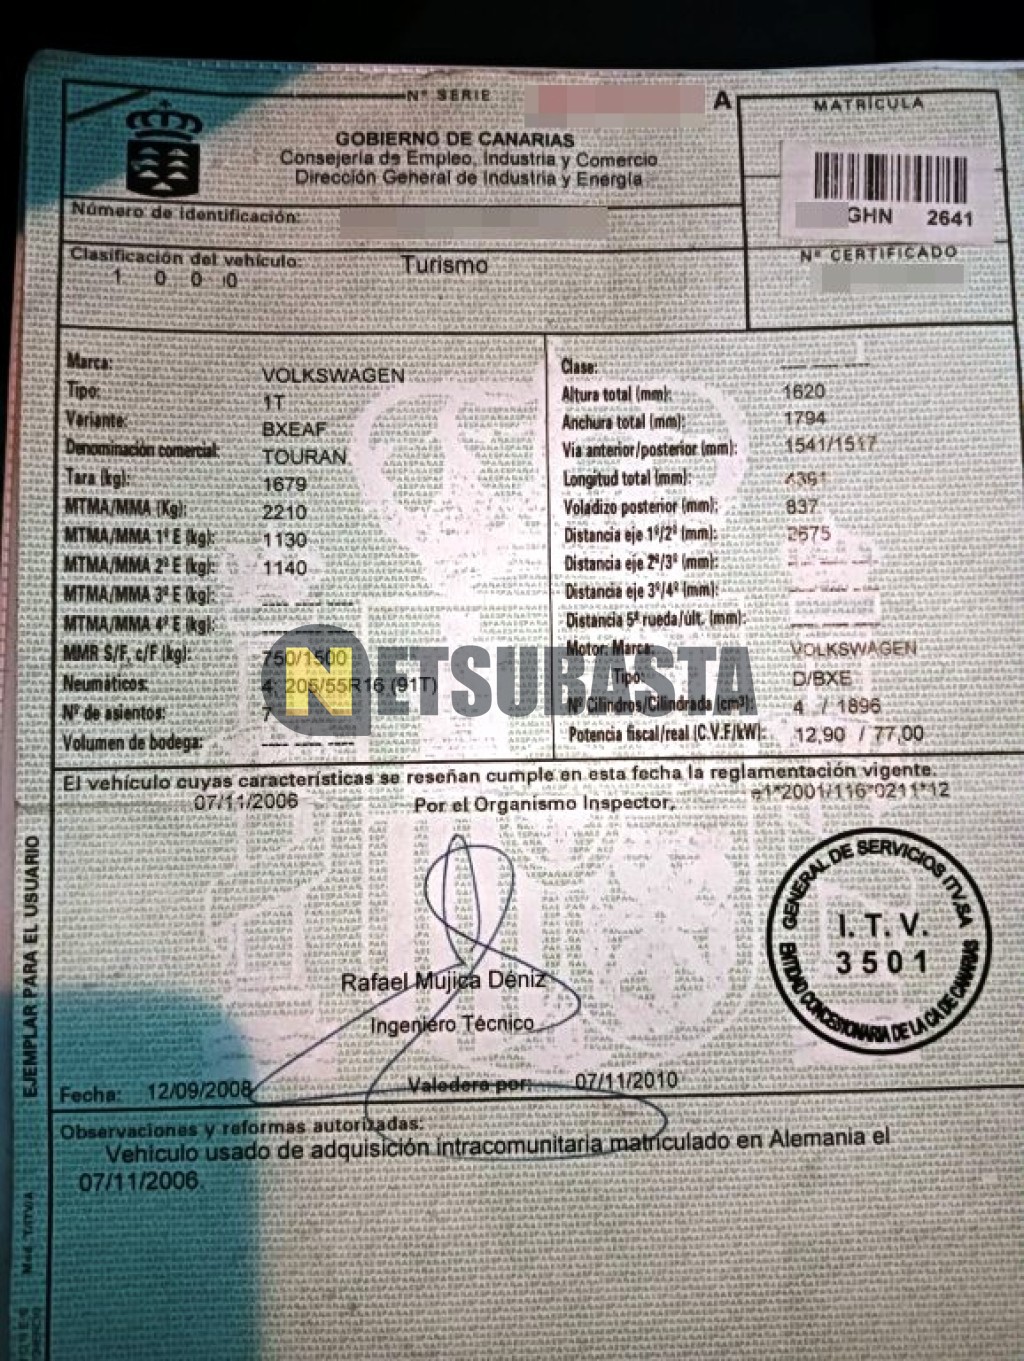 Nº SERIE
A
MATRÍCULA
GOBIERNO DE CANARIAS
Consejería de Empleo, Industria y Comercio
Dirección General de Industria y Energía
GHN 2641
Número de identificación:
Nº CERTIFICADO
Clasificación del vehículo: Turismo
1 0 0 0
Marca: VOLKSWAGEN
Tipo: 1T
Variante: BXEAF
Denominación comercial: TOURAN
Tara (kg): 1679
MTMA/MMA (Kg): 2210
MTMA/MMA 1º E (kg): 1130
MTMA/MMA 2º E (kg): 1140
MTMA/MMA 3º E (kg): ---- ---- ----
MTMA/MMA 4º E (kg):
MMR S/F, c/F (kg): 750/1500
Neumáticos: 4: 205/55R16 (91T)
Nº de asientos: 7
Volumen de bodega: ---- ---- ----
Clase: ---- ---- ----
Altura total (mm): 1620
Anchura total (mm): 1794
Vía anterior/posterior (mm): 1541/1517
Longitud total (mm): 4391
Voladizo posterior (mm): 837
Distancia eje 1º/2º (mm): 2675
Distancia eje 2º/3º (mm): ---- ---- ----
Distancia eje 3º/4º (mm): ---- ---- ----
Distancia 5ª rueda/últ. (mm):
Motor: Marca: VOLKSWAGEN
Tipo: D/BXE
Nº Cilindros/Cilindrada (cm³): 4 / 1896
Potencia fiscal/real (C.V.F/kW): 12,90 / 77,00
NETSUBASTA
El vehículo cuyas características se reseñan cumple en esta fecha la reglamentación vigente.
07/11/2006 Por el Organismo Inspector, e1*2001/116*0211*12
GENERAL DE SERVICIOS ITV,SA
I. T. V.
3501
ENTIDAD CONCESIONARIA DE LA CA DE CANARIAS
Rafael Mujica Déniz
Ingeniero Técnico
Fecha: 12/09/2008 Valedera por: 07/11/2010
Observaciones y reformas autorizadas:
Vehículo usado de adquisición intracomunitaria matriculado en Alemania el
07/11/2006.
EJEMPLAR PARA EL USUARIO